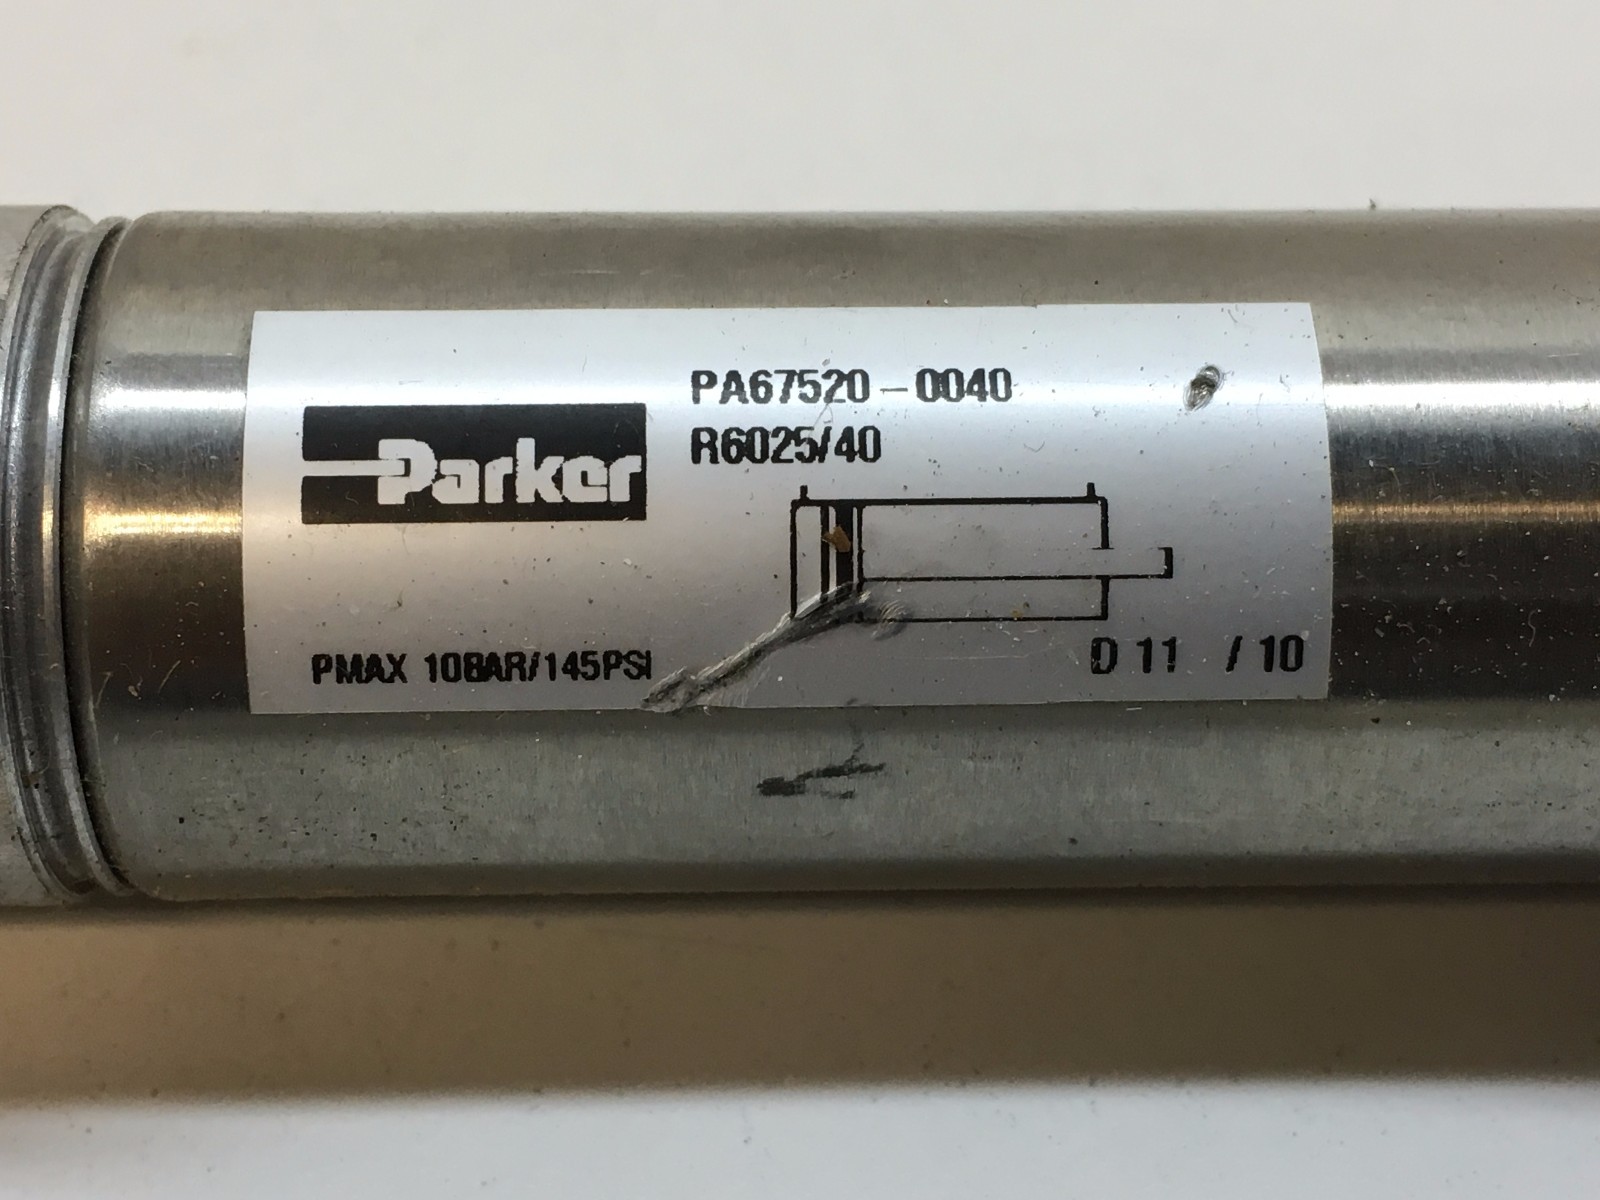 PA67520-0040
Parker
R6025/40
PMAX 10BAR/145PSI
D 11 / 10